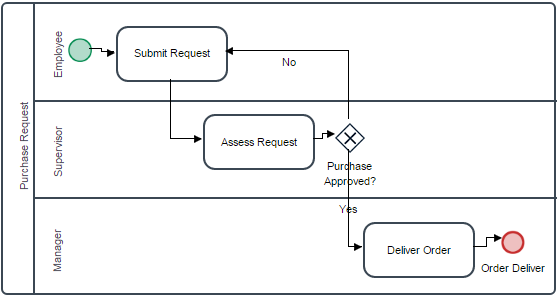 Purchase Request
Employee
Submit Request
No
Supervisor
Assess Request
Purchase
Approved?
Yes
Manager
Deliver Order
Order Deliver